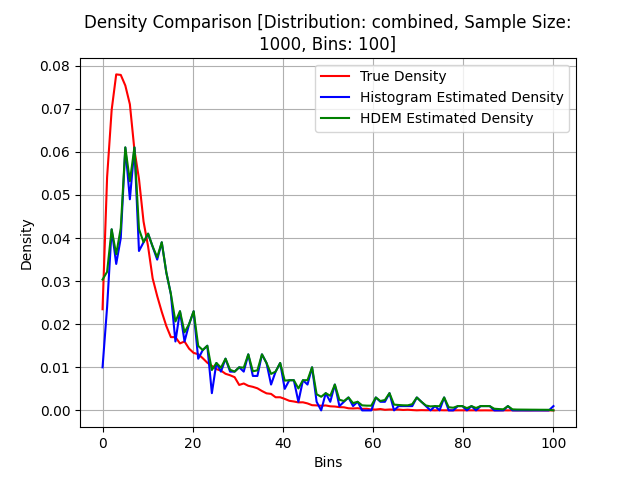 Density Comparison [Distribution: combined, Sample Size:
1000, Bins: 100]
True Density
Histogram Estimated Density
HDEM Estimated Density
Density
0.08
0.07
0.06
0.05
0.04
0.03
0.02
0.01
0.00
0 20 40 60 80 100
Bins